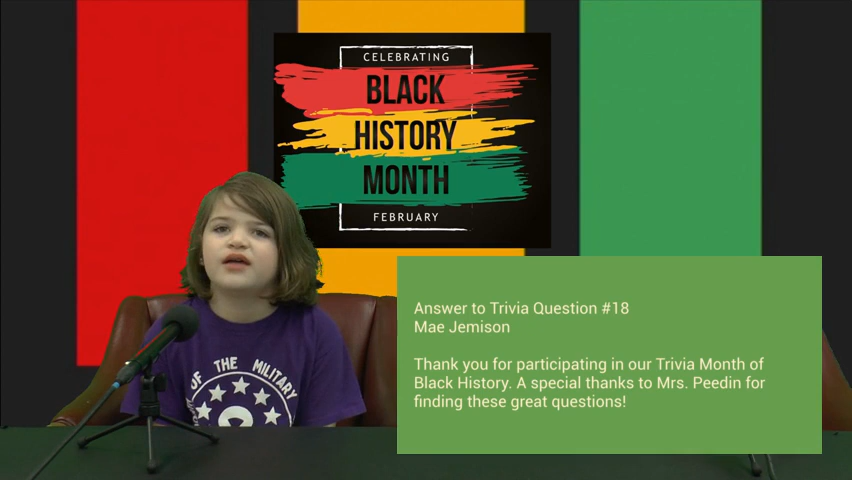 CELEBRATING
BLACK
HISTORY
MONTH
FEBRUARY
OF THE MILITARY
Answer to Trivia Question #18
Mae Jemison
Thank you for participating in our Trivia Month of
Black History. A special thanks to Mrs. Peedin for
finding these great questions!